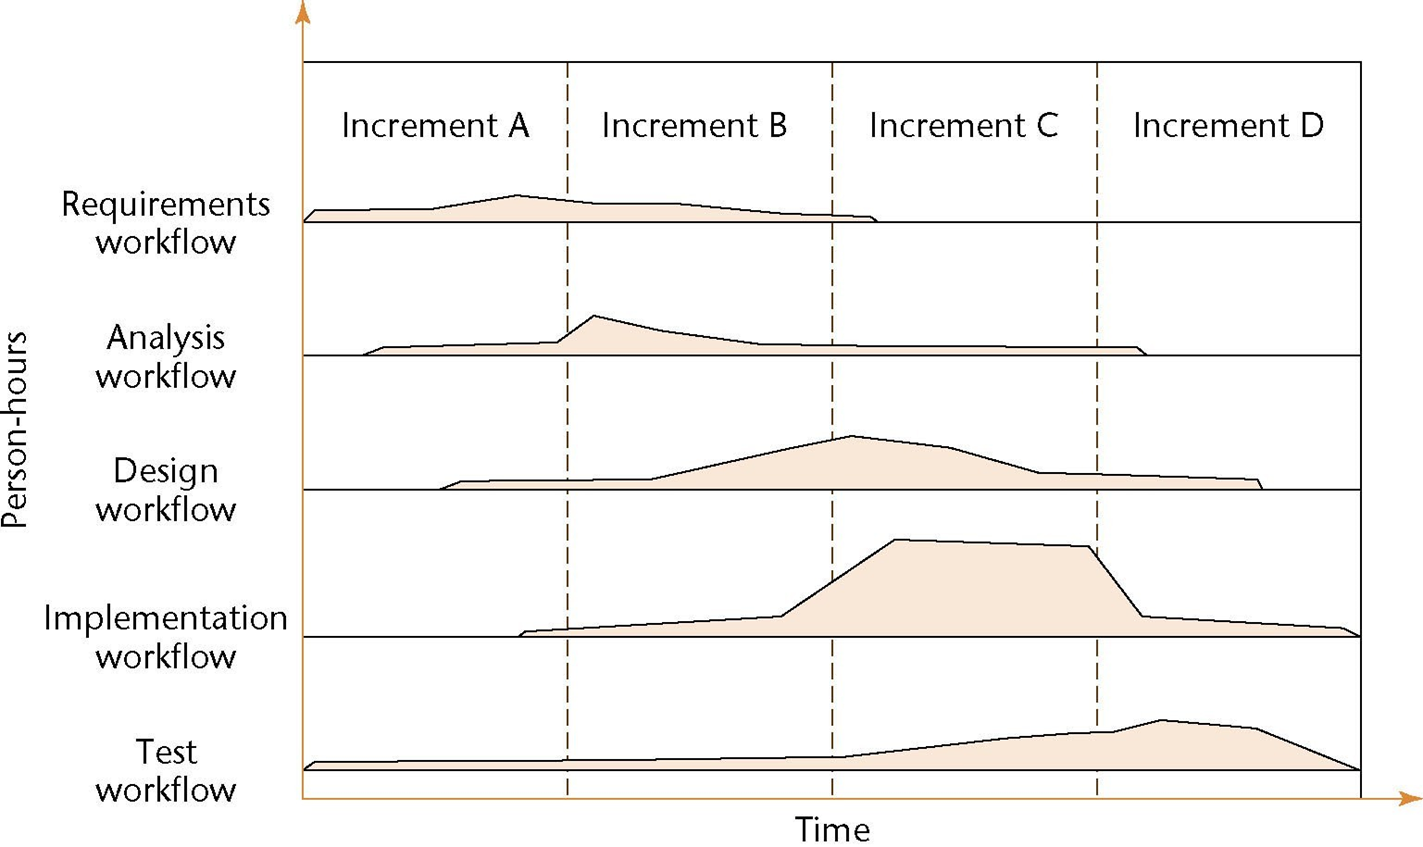 Increment A
Increment B
Increment C
Increment D
Requirements
workflow
Analysis
workflow
Person-hours
Design
workflow
Implementation
workflow
Test
workflow
Time